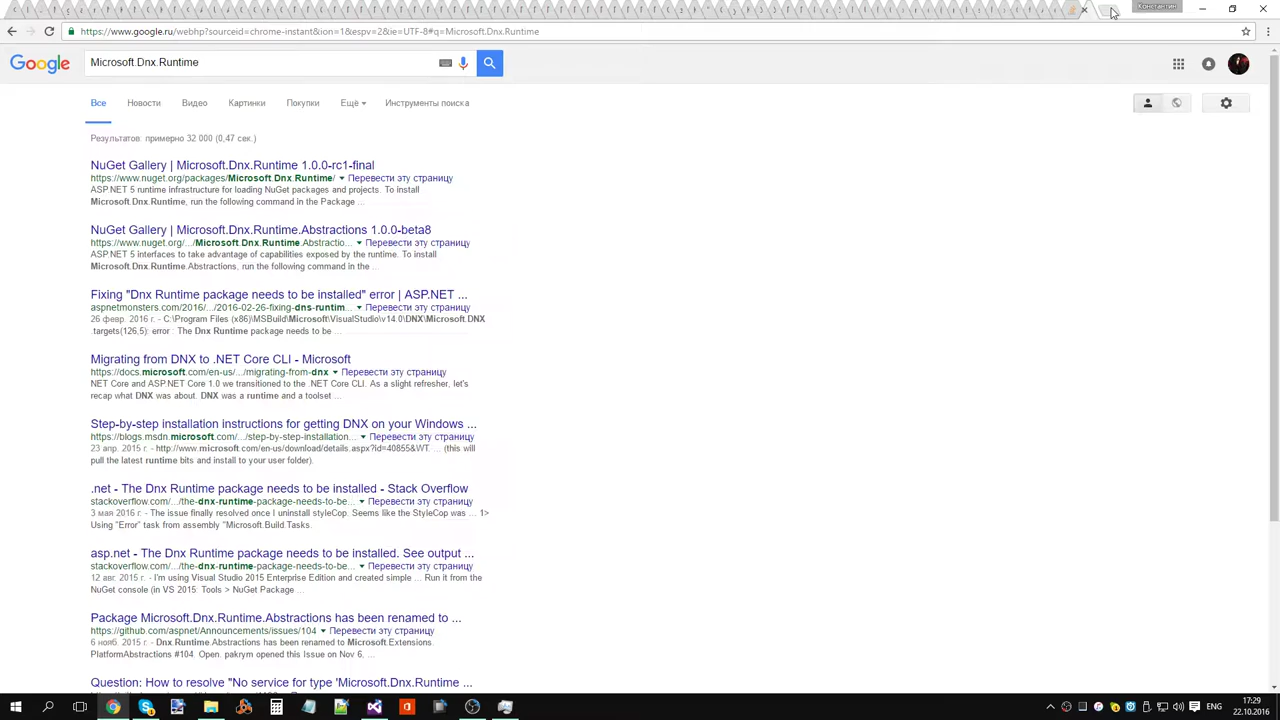 Константин
https://www.google.ru/webhp?sourceid=chrome-instant&ion=1&espv=2&ie=UTF-8#q=Microsoft.Dnx.Runtime
Google
Microsoft.Dnx.Runtime
Все Новости Видео Картинки Покупки Ещё Инструменты поиска
Результатов: примерно 32 000 (0,47 сек.)
NuGet Gallery | Microsoft.Dnx.Runtime 1.0.0-rc1-final
https://www.nuget.org/packages/Microsoft.Dnx.Runtime/ Перевести эту страницу
ASP.NET 5 runtime infrastructure for loading NuGet packages and projects. To install
Microsoft.Dnx.Runtime, run the following command in the Package ...
NuGet Gallery | Microsoft.Dnx.Runtime.Abstractions 1.0.0-beta8
https://www.nuget.org/.../Microsoft.Dnx.Runtime.Abstractio... Перевести эту страницу
ASP.NET 5 interfaces to take advantage of capabilities exposed by the runtime. To install
Microsoft.Dnx.Runtime.Abstractions, run the following command in the ...
Fixing "Dnx Runtime package needs to be installed" error | ASP.NET ...
aspnetmonsters.com/2016/.../2016-02-26-fixing-dns-runtim... Перевести эту страницу
26 февр. 2016 г. - C:\Program Files (x86)\MSBuild\Microsoft\VisualStudio\v14.0\DNX\Microsoft.DNX
.targets(126,5): error : The Dnx Runtime package needs to be ...
Migrating from DNX to .NET Core CLI - Microsoft
https://docs.microsoft.com/en-us/.../migrating-from-dnx Перевести эту страницу
NET Core and ASP.NET Core 1.0 we transitioned to the .NET Core CLI. As a slight refresher, let's
recap what DNX was about. DNX was a runtime and a toolset ...
Step-by-step installation instructions for getting DNX on your Windows ...
https://blogs.msdn.microsoft.com/.../step-by-step-installation... Перевести эту страницу
23 апр. 2015 г. - http://www.microsoft.com/en-us/download/details.aspx?id=40855&WT. ... (this will
pull the latest runtime bits and install to your user folder).
.net - The Dnx Runtime package needs to be installed - Stack Overflow
stackoverflow.com/.../the-dnx-runtime-package-needs-to-be... Перевести эту страницу
3 мая 2016 г. - The issue finally resolved once I uninstall styleCop. Seems like the StyleCop was ... 1>
Using "Error" task from assembly "Microsoft.Build.Tasks.
asp.net - The Dnx Runtime package needs to be installed. See output ...
stackoverflow.com/.../the-dnx-runtime-package-needs-to-be... Перевести эту страницу
12 авг. 2015 г. - I'm using Visual Studio 2015 Enterprise Edition and created simple ... Run it from the
NuGet console (in VS 2015: Tools > NuGet Package ...
Package Microsoft.Dnx.Runtime.Abstractions has been renamed to ...
https://github.com/aspnet/Announcements/issues/104 Перевести эту страницу
6 нояб. 2015 г. - Dnx.Runtime.Abstractions has been renamed to Microsoft.Extensions.
PlatformAbstractions #104. Open. pakrym opened this Issue on Nov 6, ...
Question: How to resolve "No service for type 'Microsoft.Dnx.Runtime ...
ENG
17:29
22.10.2016